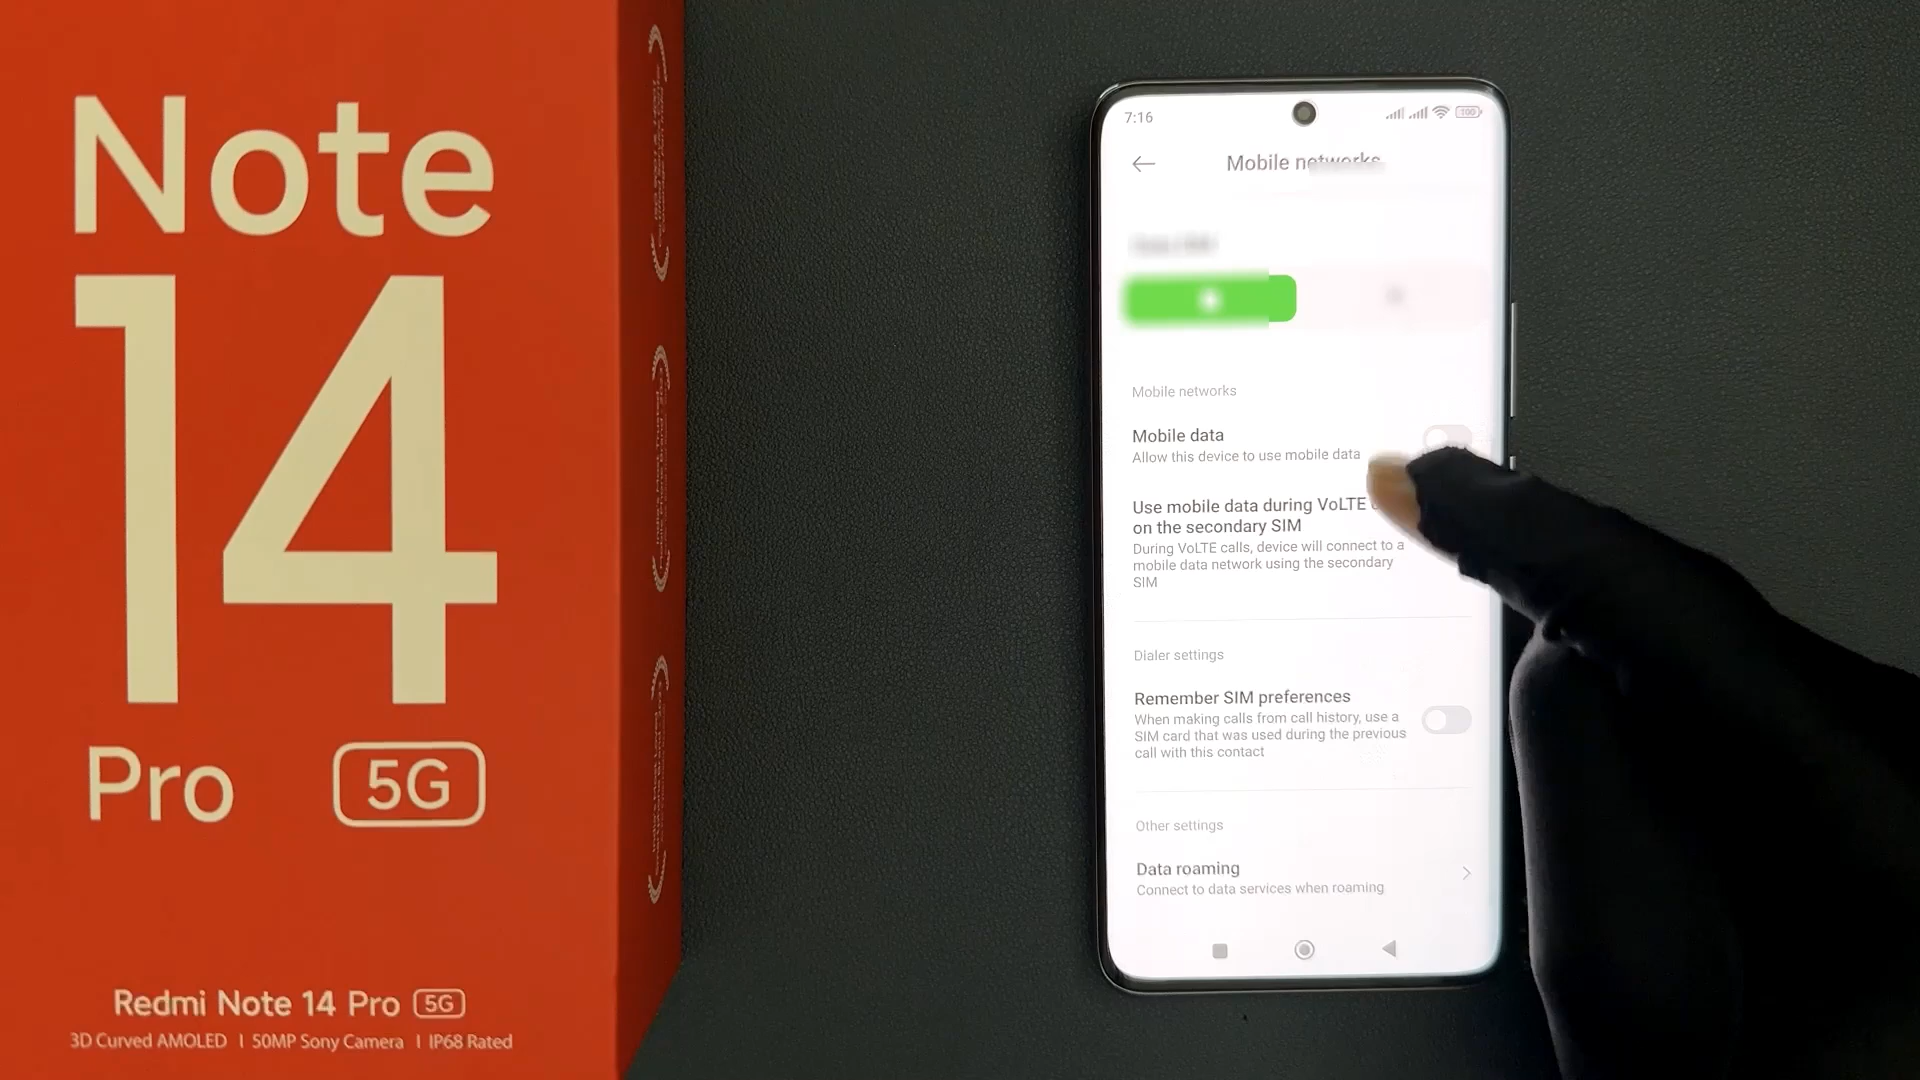 Note
14
Pro 5G
Redmi Note 14 Pro 5G
3D Curved AMOLED | 50MP Sony Camera | IP68 Rated
7:16
100
Mobile networks
Mobile networks
Mobile data
Allow this device to use mobile data
Use mobile data during VoLTE
on the secondary SIM
During VoLTE calls, device will connect to a
mobile data network using the secondary
SIM
Dialer settings
Remember SIM preferences
When making calls from call history, use a
SIM card that was used during the previous
call with this contact
Other settings
Data roaming
Connect to data services when roaming